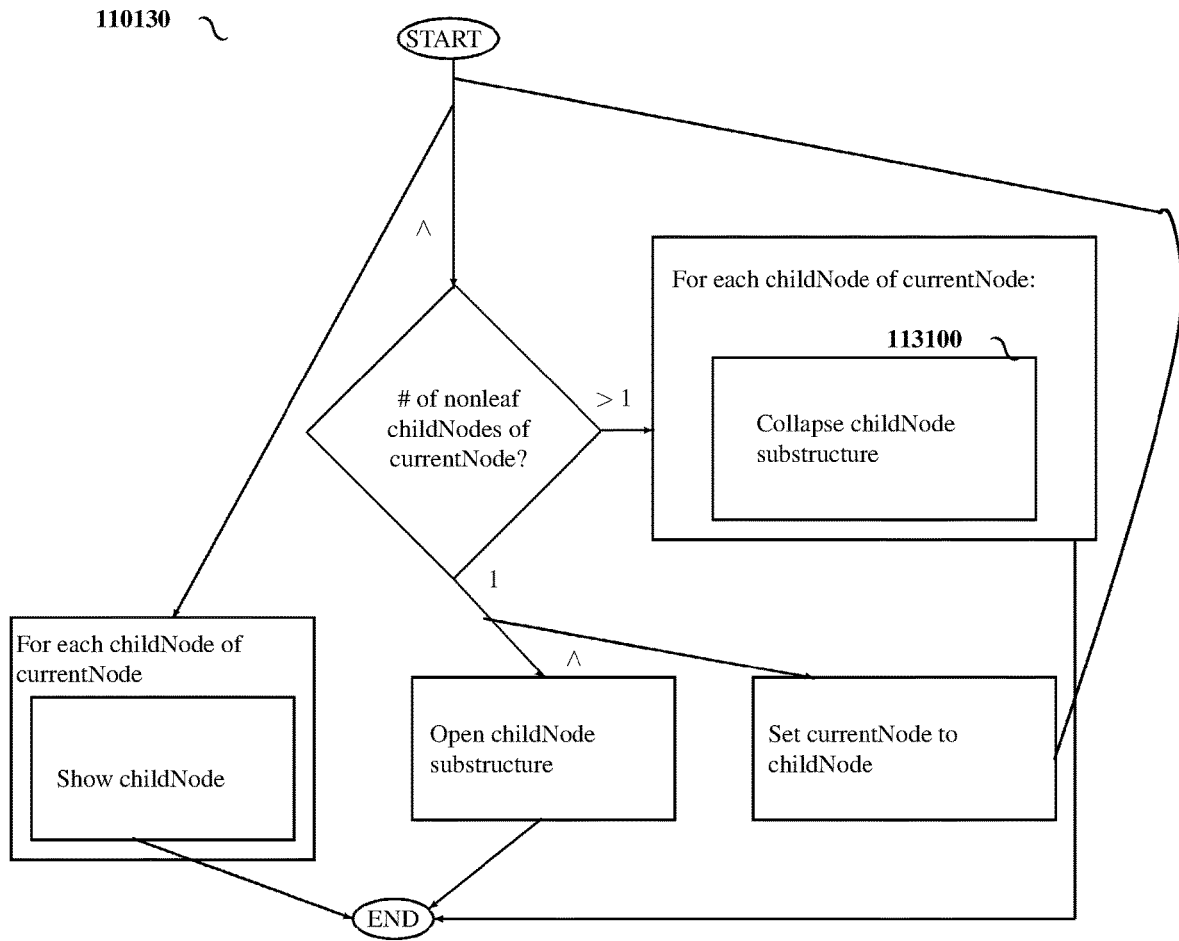 110130
START
^
For each childNode of currentNode:
113100
# of nonleaf
childNodes of
currentNode?
> 1
Collapse childNode
substructure
1
For each childNode of
currentNode
^
Show childNode
Open childNode
substructure
Set currentNode to
childNode
END